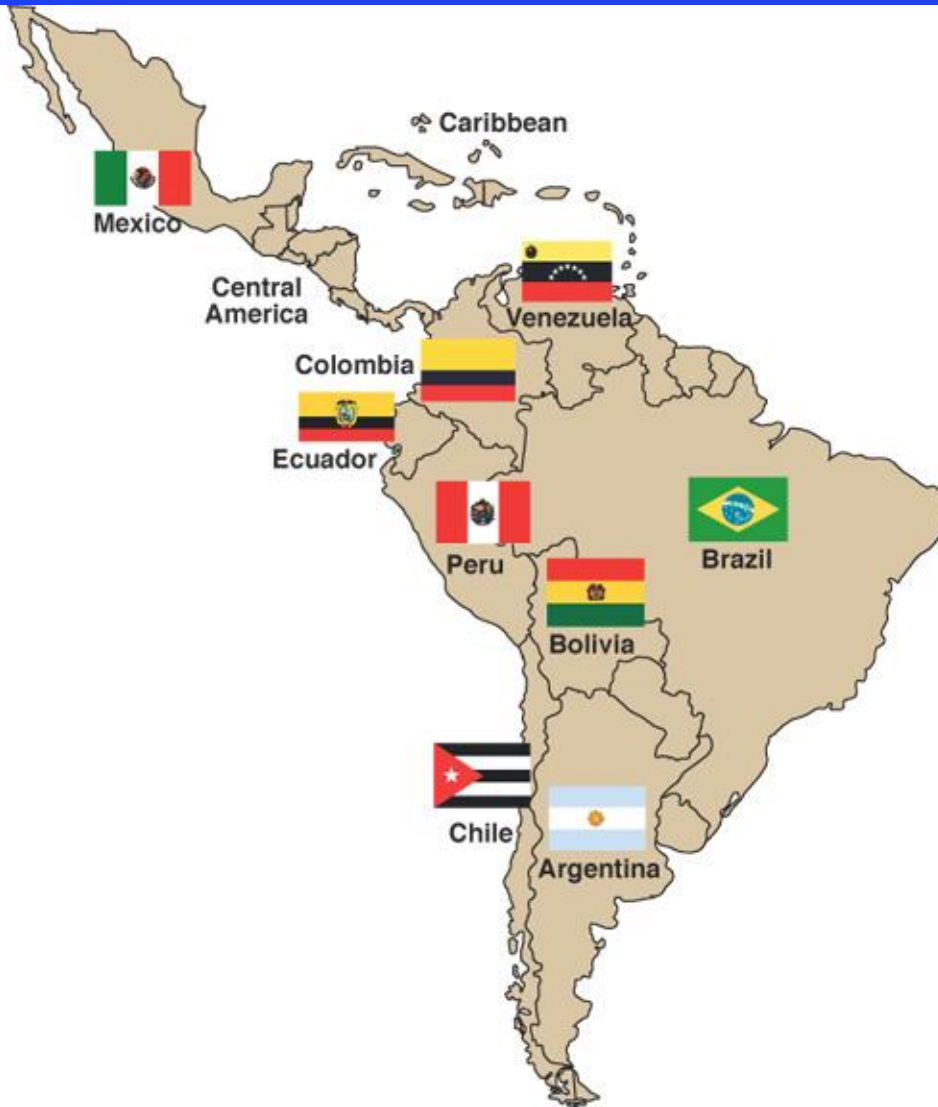 Caribbean
Mexico
Central
America
Venezuela
Colombia
Ecuador
Peru
Brazil
Bolivia
Chile
Argentina